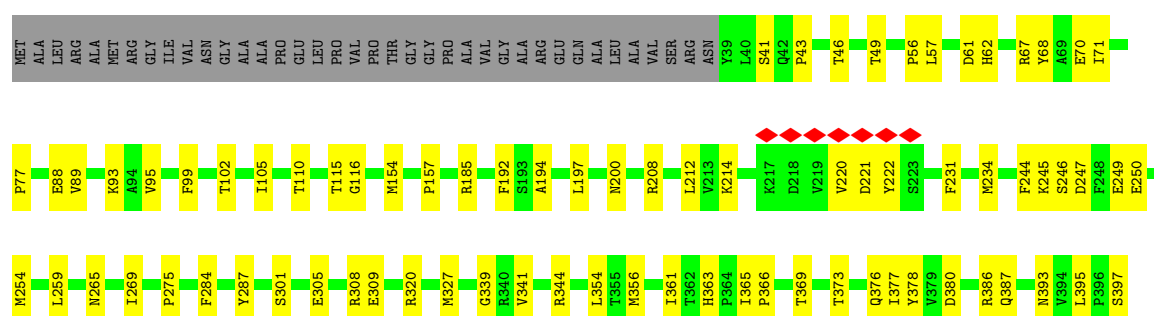 MET ALA LEU ARG ALA MET ARG GLY ILE VAL ASN GLY ALA ALA PRO GLU LEU PRO VAL PRO THR GLY GLY PRO ALA VAL GLY ALA ARG GLU GLN ALA LEU ALA VAL SER ARG ASN Y39 L40 S41 Q42 P43 T46 T49 P56 L57 D61 H62 R67 Y68 A69 E70 I71
P77 E88 V89 K93 A94 V95 F99 T102 I105 T110 T115 G116 M154 P157 R185 F192 S193 A194 L197 N200 R208 L212 V213 K214 K217 D218 V219 V220 D221 Y222 S223 F231 M234 F244 K245 S246 D247 F248 E249 E250
M254 L259 N265 I269 P275 F284 Y287 S301 E305 R308 E309 R320 M327 G339 R340 V341 R344 L354 T355 M356 I361 T362 H363 P364 I365 P366 T369 T373 Q376 I377 Y378 V379 D380 R386 Q387 N393 V394 L395 P396 S397